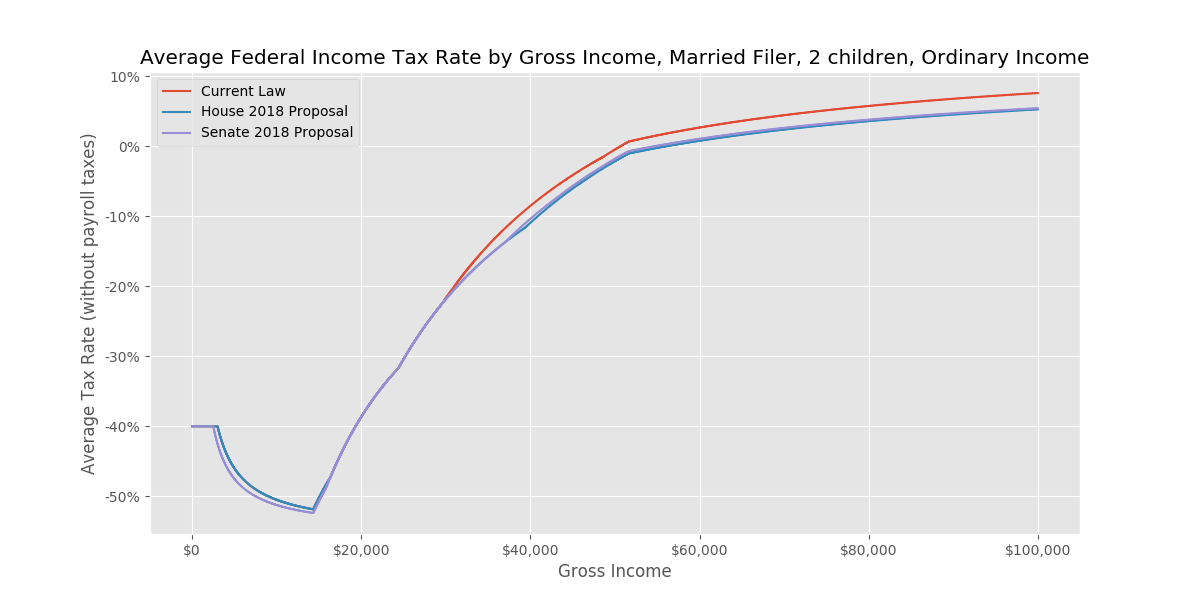 Average Federal Income Tax Rate by Gross Income, Married Filer, 2 children, Ordinary Income
Current Law
House 2018 Proposal
Senate 2018 Proposal
Average Tax Rate (without payroll taxes)
10%
0%
-10%
-20%
-30%
-40%
-50%
$0
$20,000
$40,000
$60,000
$80,000
$100,000
Gross Income